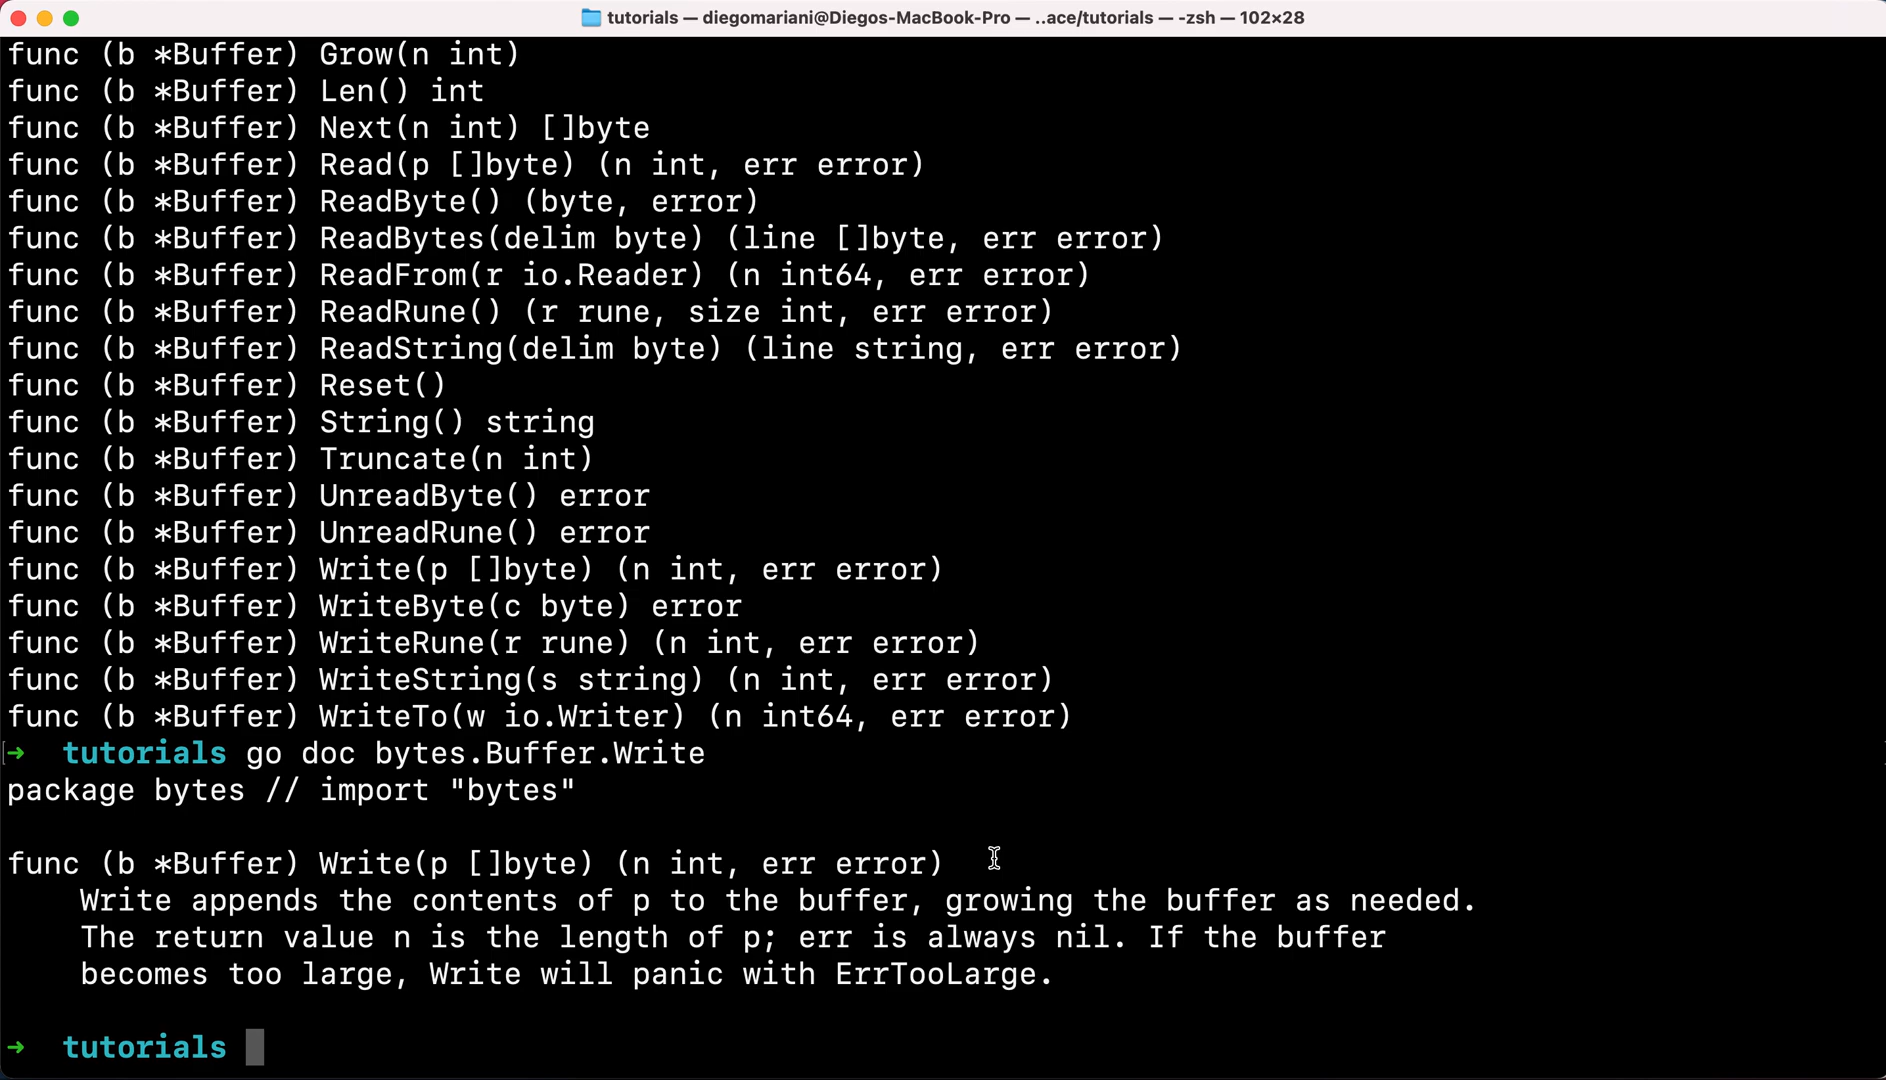 tutorials — diegomariani@Diegos-MacBook-Pro — ..ace/tutorials — -zsh — 102×28
func (b *Buffer) Grow(n int)
func (b *Buffer) Len() int
func (b *Buffer) Next(n int) []byte
func (b *Buffer) Read(p []byte) (n int, err error)
func (b *Buffer) ReadByte() (byte, error)
func (b *Buffer) ReadBytes(delim byte) (line []byte, err error)
func (b *Buffer) ReadFrom(r io.Reader) (n int64, err error)
func (b *Buffer) ReadRune() (r rune, size int, err error)
func (b *Buffer) ReadString(delim byte) (line string, err error)
func (b *Buffer) Reset()
func (b *Buffer) String() string
func (b *Buffer) Truncate(n int)
func (b *Buffer) UnreadByte() error
func (b *Buffer) UnreadRune() error
func (b *Buffer) Write(p []byte) (n int, err error)
func (b *Buffer) WriteByte(c byte) error
func (b *Buffer) WriteRune(r rune) (n int, err error)
func (b *Buffer) WriteString(s string) (n int, err error)
func (b *Buffer) WriteTo(w io.Writer) (n int64, err error)
➜ tutorials go doc bytes.Buffer.Write
package bytes // import "bytes"
func (b *Buffer) Write(p []byte) (n int, err error)
Write appends the contents of p to the buffer, growing the buffer as needed.
The return value n is the length of p; err is always nil. If the buffer
becomes too large, Write will panic with ErrTooLarge.
➜ tutorials